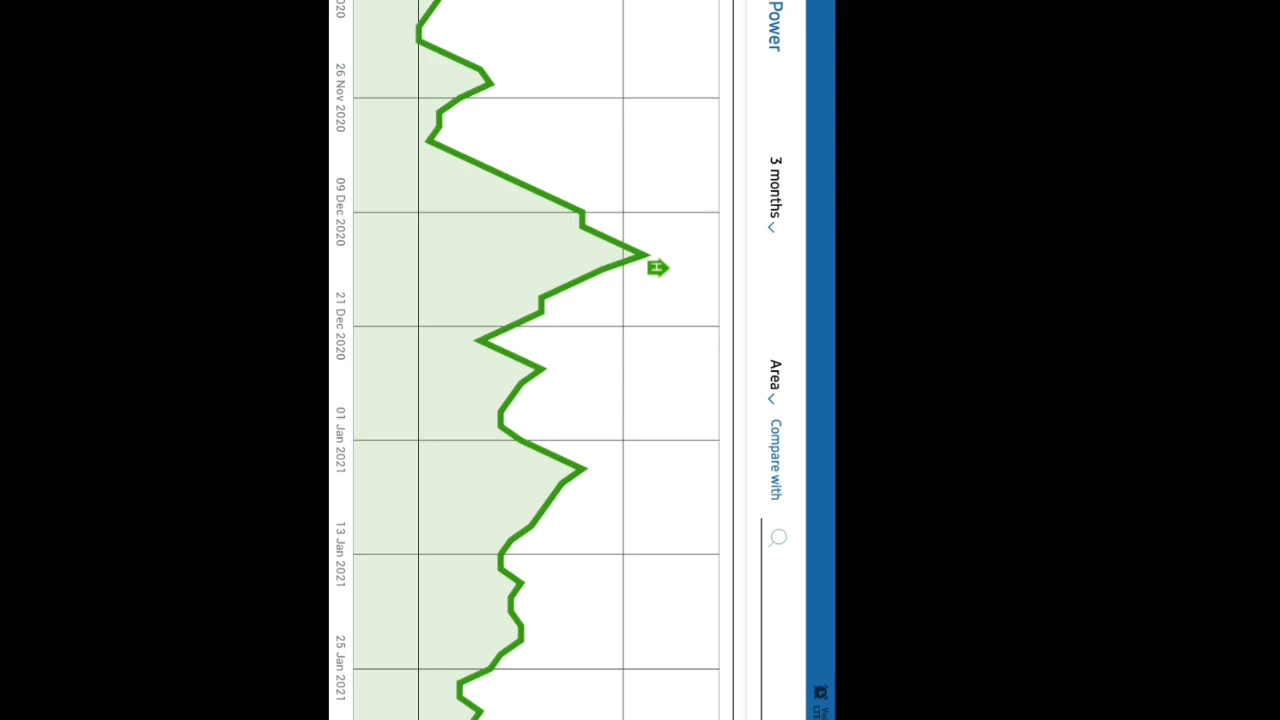 Power
3 months
Area
Compare with
H
020
26 Nov 2020
09 Dec 2020
21 Dec 2020
01 Jan 2021
13 Jan 2021
25 Jan 2021